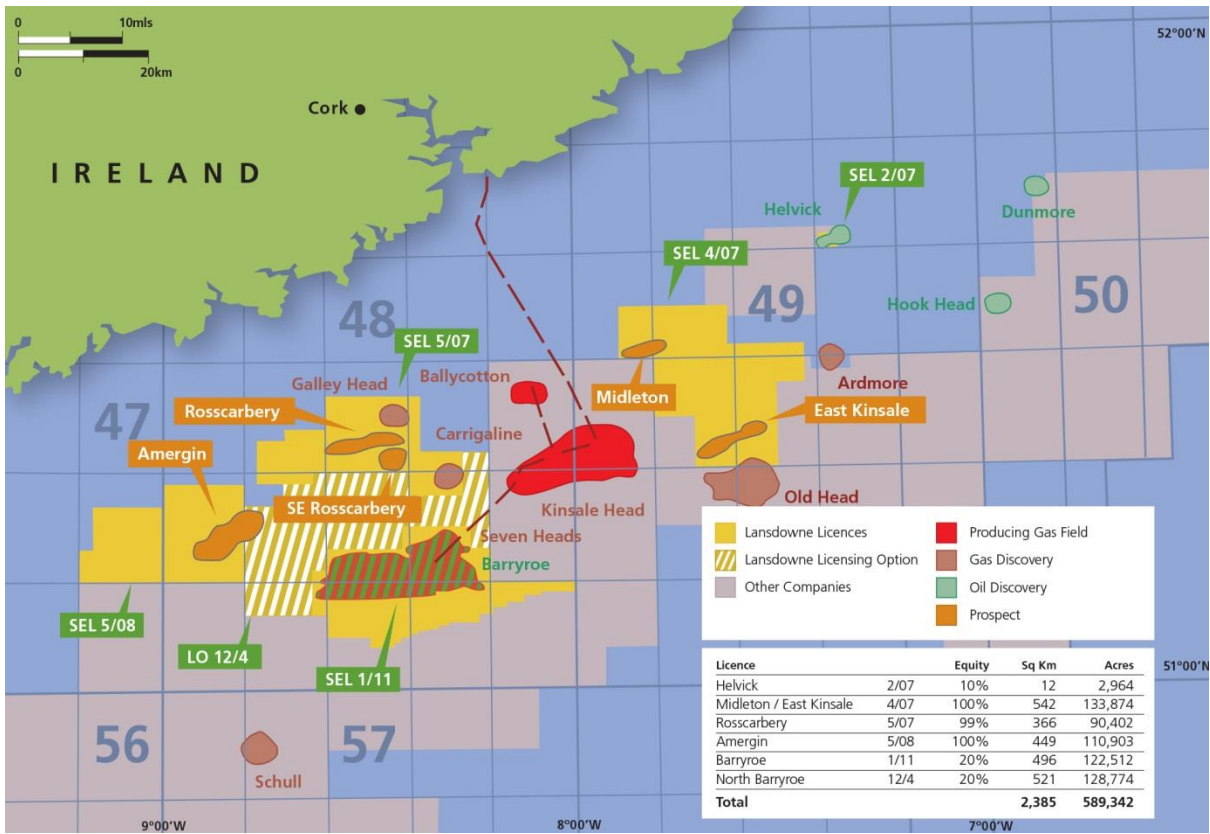 0 10mls
0 20km
52°00'N
Cork
IRELAND
SEL 2/07
Helvick
Dunmore
SEL 4/07
49
50
Hook Head
48
SEL 5/07
Galley Head
Ballycotton
Ardmore
Midleton
47
Rosscarbery
Carrigaline
East Kinsale
Amergin
SE Rosscarbery
Kinsale Head
Old Head
Seven Heads
Barryroe
SEL 5/08
LO 12/4
SEL 1/11
Lansdowne Licences
Lansdowne Licensing Option
Other Companies
Producing Gas Field
Gas Discovery
Oil Discovery
Prospect
51°00'N
Licence Equity Sq Km Acres
Helvick 2/07 10% 12 2,964
Midleton / East Kinsale 4/07 100% 542 133,874
Rosscarbery 5/07 99% 366 90,402
Amergin 5/08 100% 449 110,903
Barryroe 1/11 20% 496 122,512
North Barryroe 12/4 20% 521 128,774
Total 2,385 589,342
56
57
Schull
9°00'W
8°00'W
7°00'W